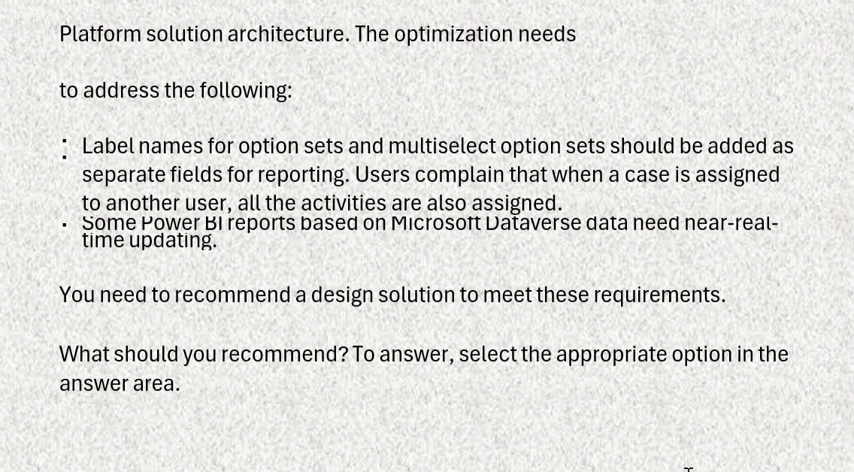 Platform solution architecture. The optimization needs
to address the following:
▪ Label names for option sets and multiselect option sets should be added as
▪ separate fields for reporting. Users complain that when a case is assigned
to another user, all the activities are also assigned.
▪ Some Power BI reports based on Microsoft Dataverse data need near-real-
time updating.
You need to recommend a design solution to meet these requirements.
What should you recommend? To answer, select the appropriate option in the
answer area.